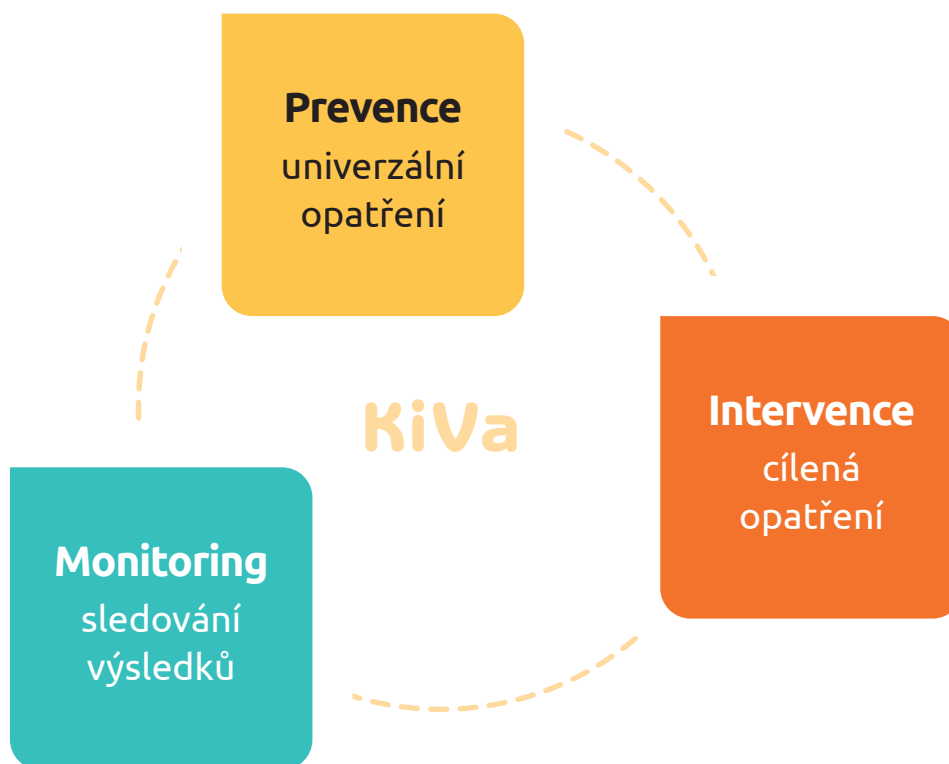 Prevence
univerzální
opatření
KiVa
Intervence
cílená
opatření
Monitoring
sledování
výsledků